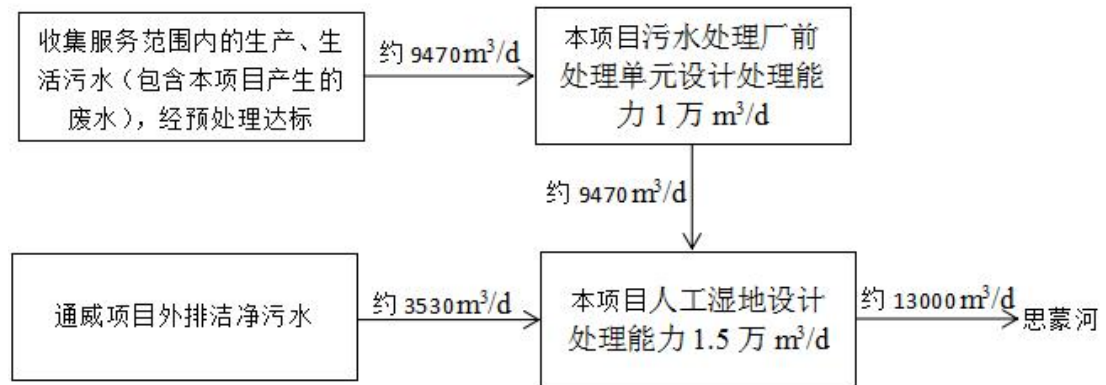 收集服务范围内的生产、生
活污水（包含本项目产生的
废水），经预处理达标
约 9470m³/d
本项目污水处理厂前
处理单元设计处理能
力 1 万 m³/d
约 9470m³/d
通威项目外排洁净污水
约 3530m³/d
本项目人工湿地设计
处理能力 1.5 万 m³/d
约 13000m³/d
思蒙河